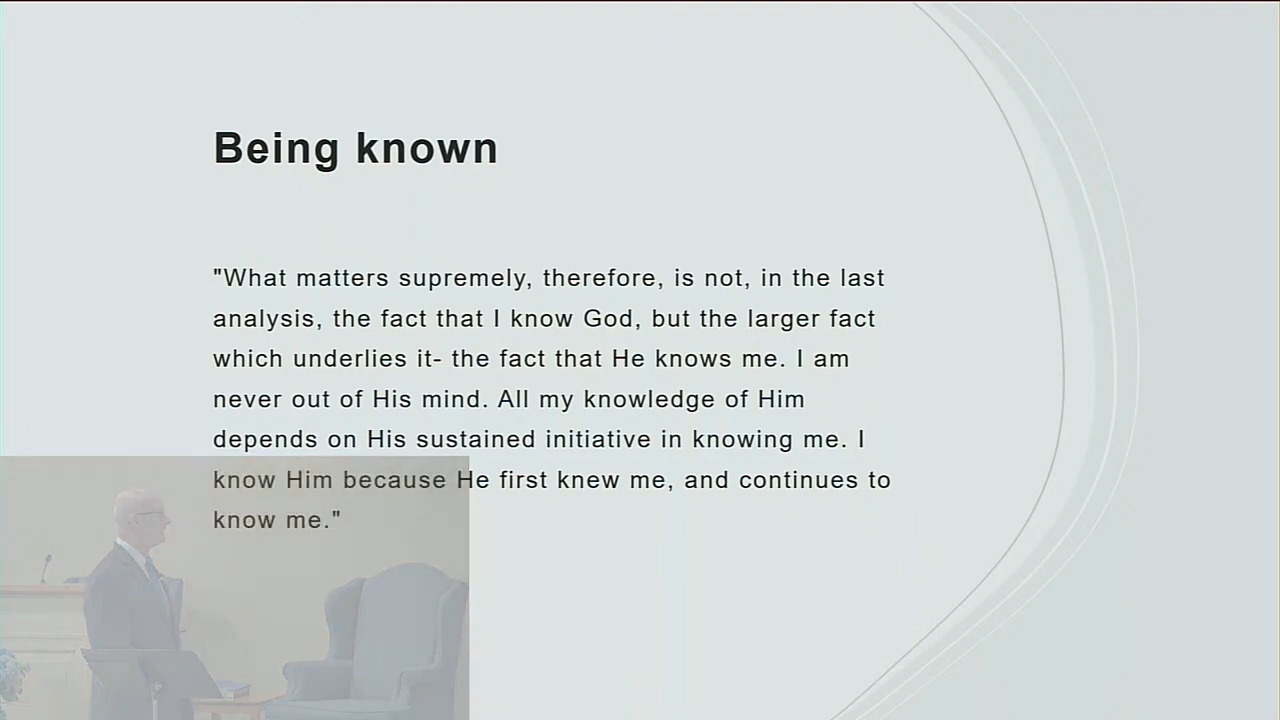 Being known
"What matters supremely, therefore, is not, in the last
analysis, the fact that I know God, but the larger fact
which underlies it- the fact that He knows me. I am
never out of His mind. All my knowledge of Him
depends on His sustained initiative in knowing me. I
know Him because He first knew me, and continues to
know me."